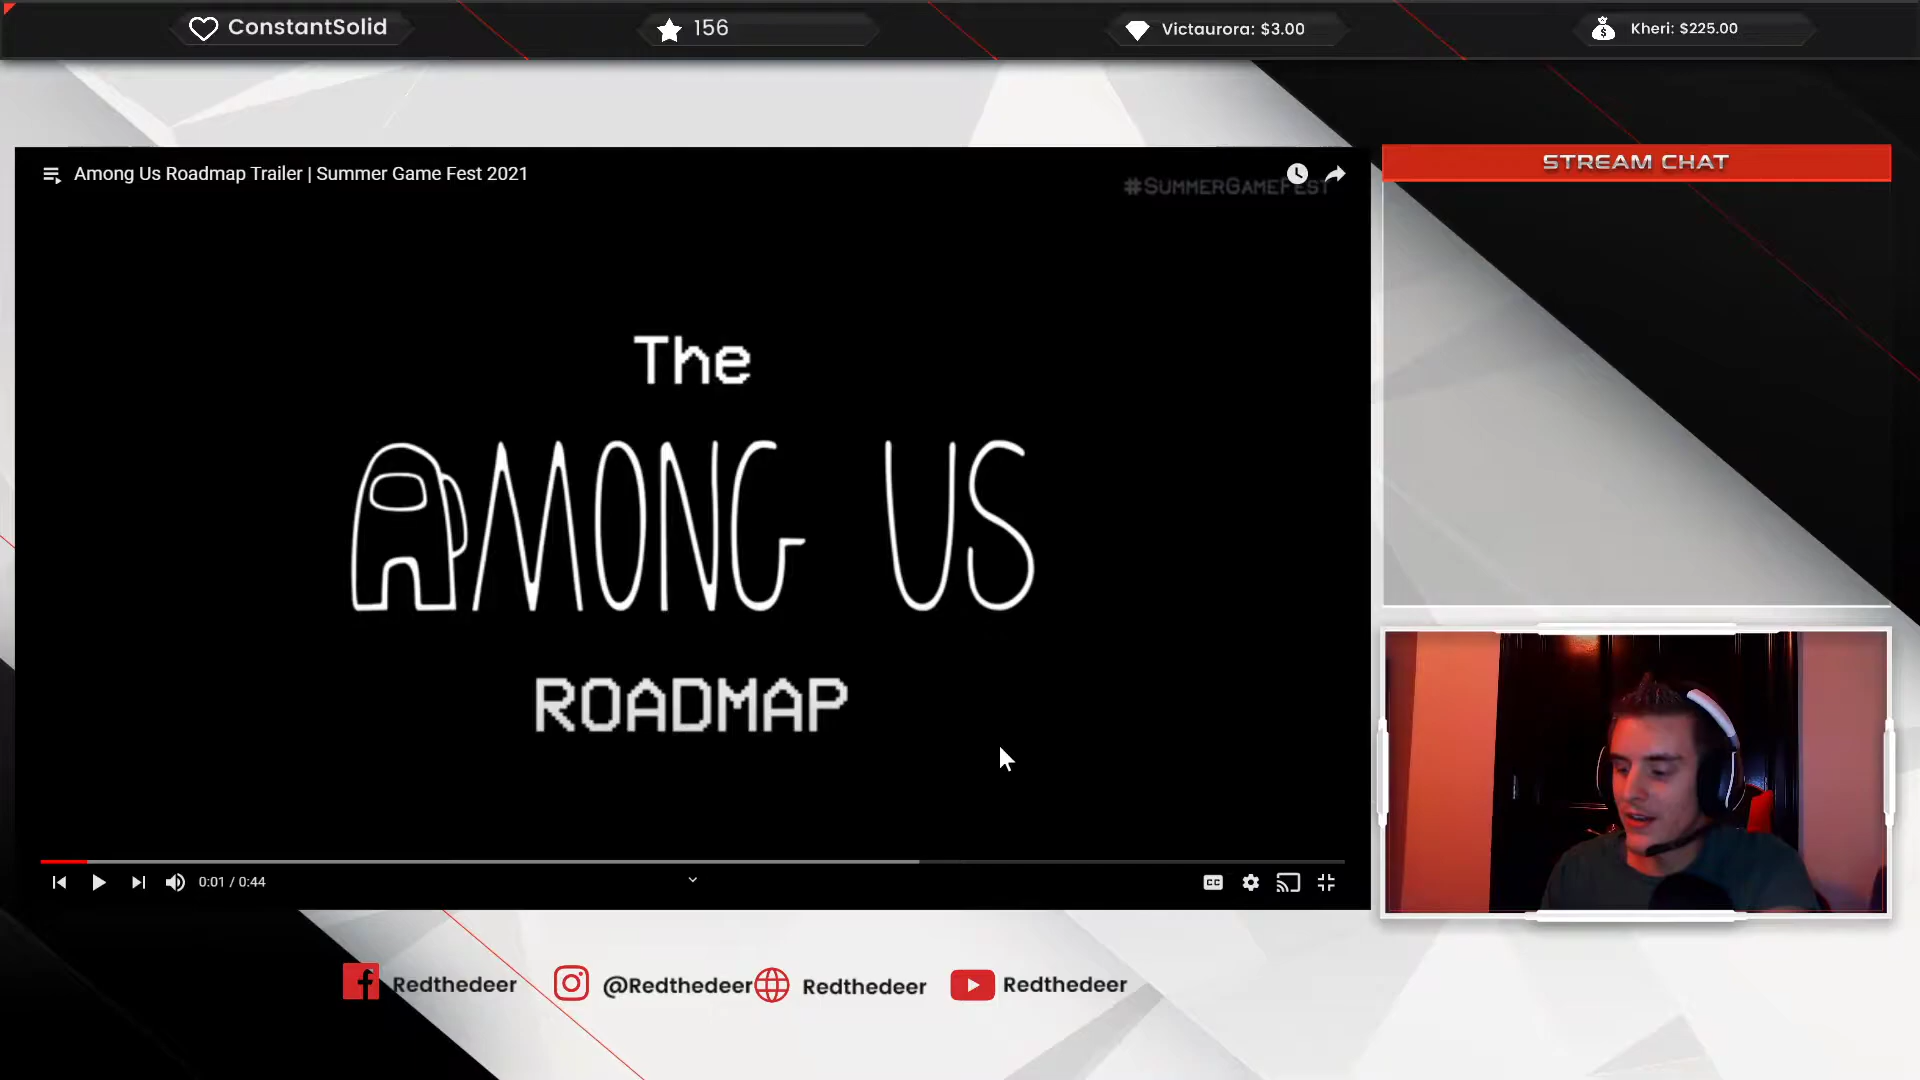 ConstantSolid
156
Victaurora: $3.00
Kheri: $225.00
Among Us Roadmap Trailer | Summer Game Fest 2021
#SUMMERGAMEFEST
STREAM CHAT
The
AMONG US
ROADMAP
0:01 / 0:44
CC
Redthedeer
@Redthedeer
Redthedeer
Redthedeer